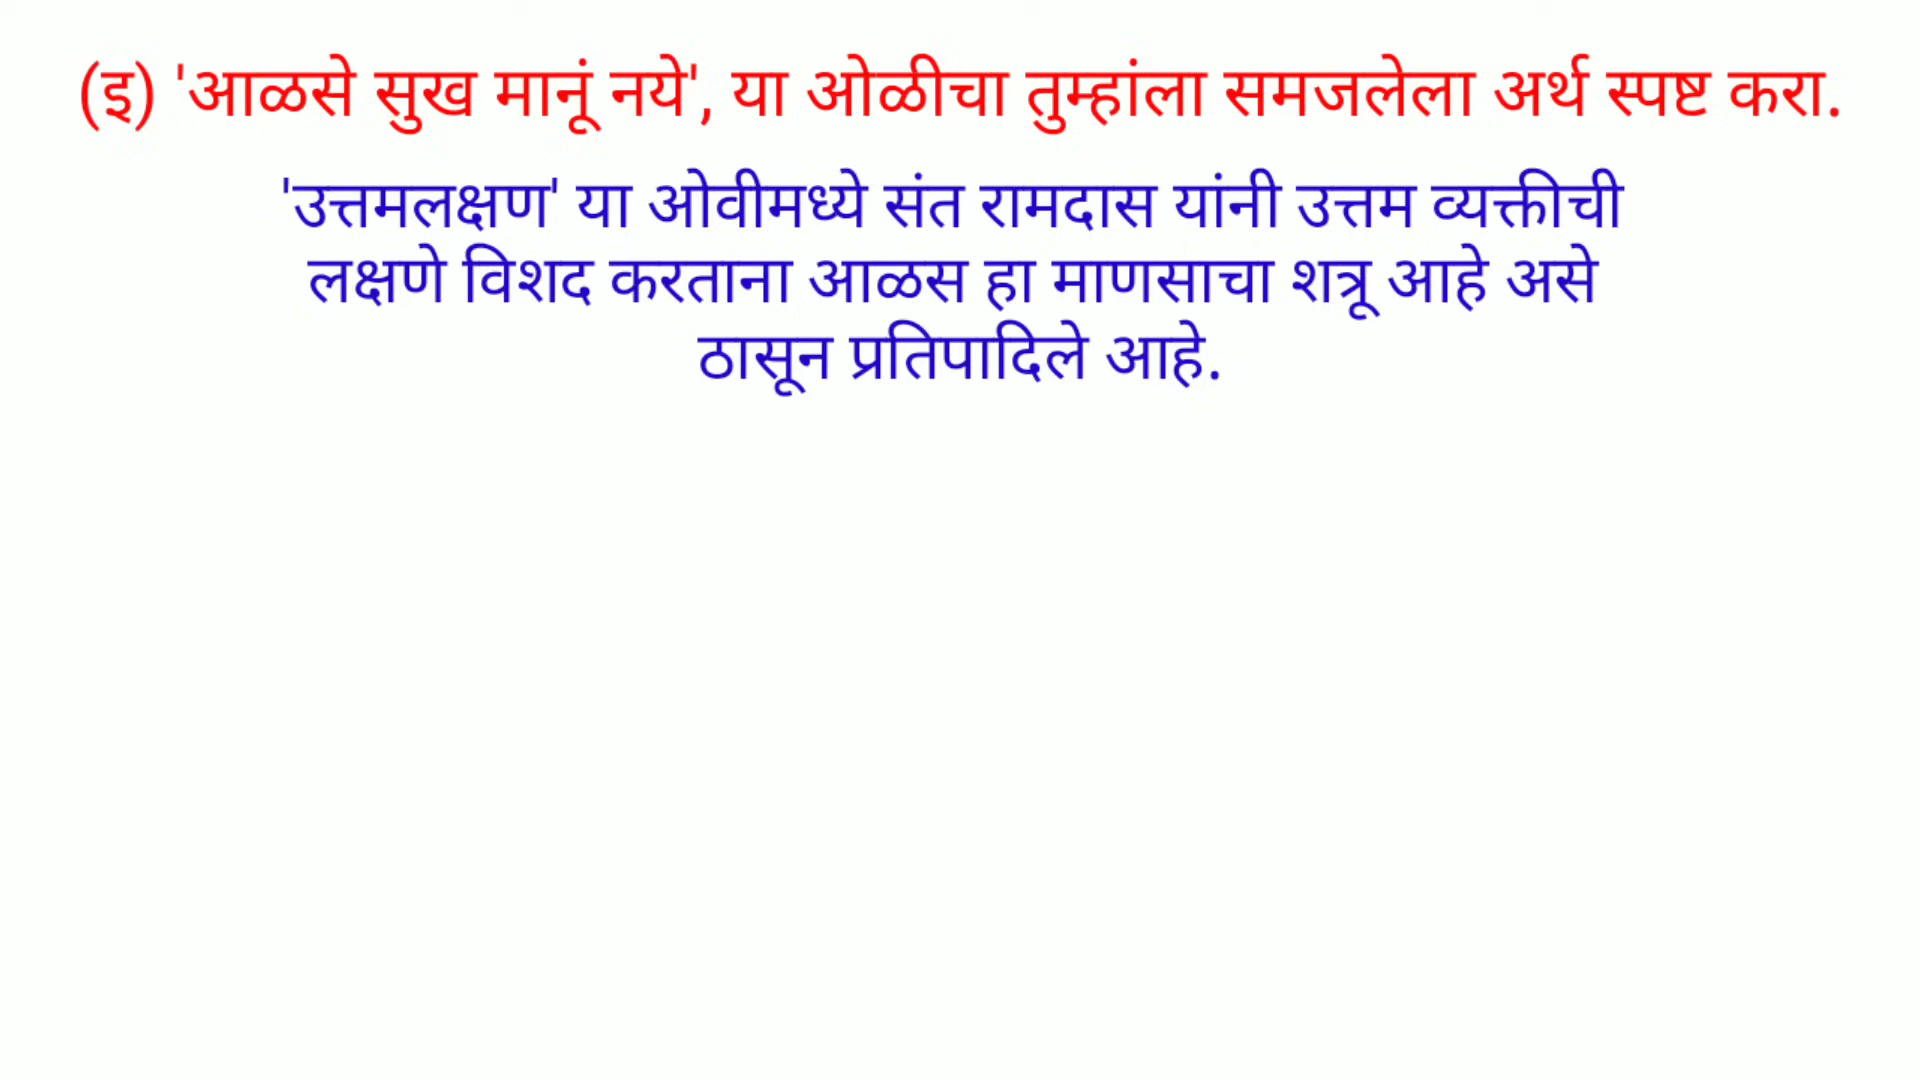 (इ) 'आळसे सुख मानूं नये', या ओळीचा तुम्हांला समजलेला अर्थ स्पष्ट करा.
'उत्तमलक्षण' या ओवीमध्ये संत रामदास यांनी उत्तम व्यक्तीची
लक्षणे विशद करताना आळस हा माणसाचा शत्रू आहे असे
ठासून प्रतिपादिले आहे.